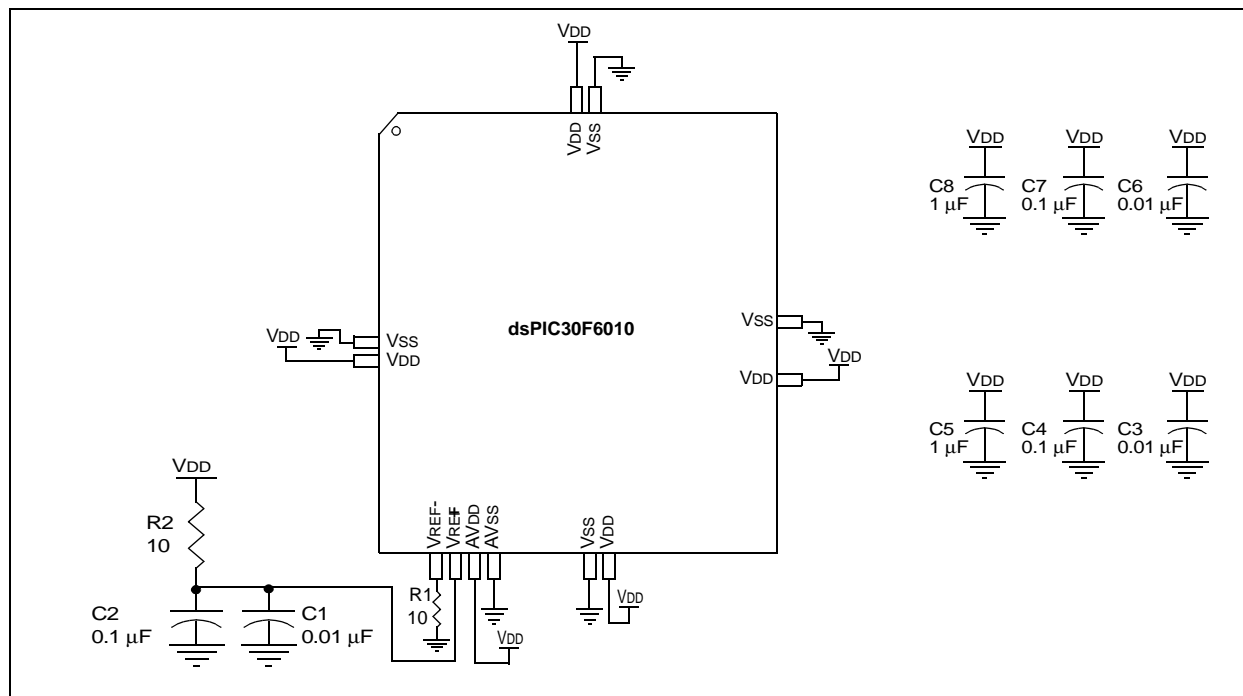 VDD
VDD
VSS
VDD
VDD
VDD
C8
1 µF
C7
0.1 µF
C6
0.01 µF
dsPIC30F6010
VDD
VSS
VDD
VSS
VDD
VDD
VDD
VDD
VDD
C5
1 µF
C4
0.1 µF
C3
0.01 µF
VDD
R2
10
VREF-
VREF+
AVDD
AVSS
VSS
VDD
R1
10
VDD
VDD
C2
0.1 µF
C1
0.01 µF